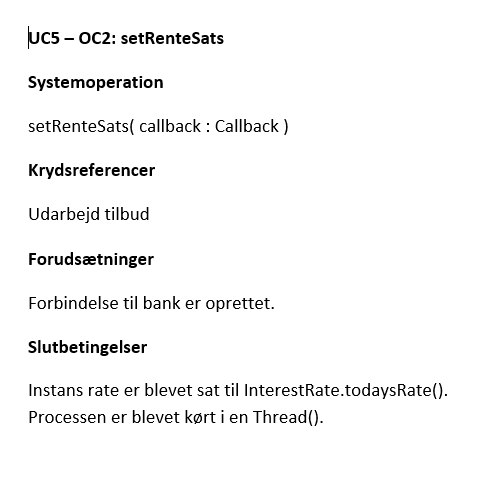 UC5 – OC2: setRenteSats
Systemoperation
setRenteSats( callback : Callback )
Krydsreferencer
Udarbejd tilbud
Forudsætninger
Forbindelse til bank er oprettet.
Slutbetingelser
Instans rate er blevet sat til InterestRate.todaysRate().
Processen er blevet kørt i en Thread().